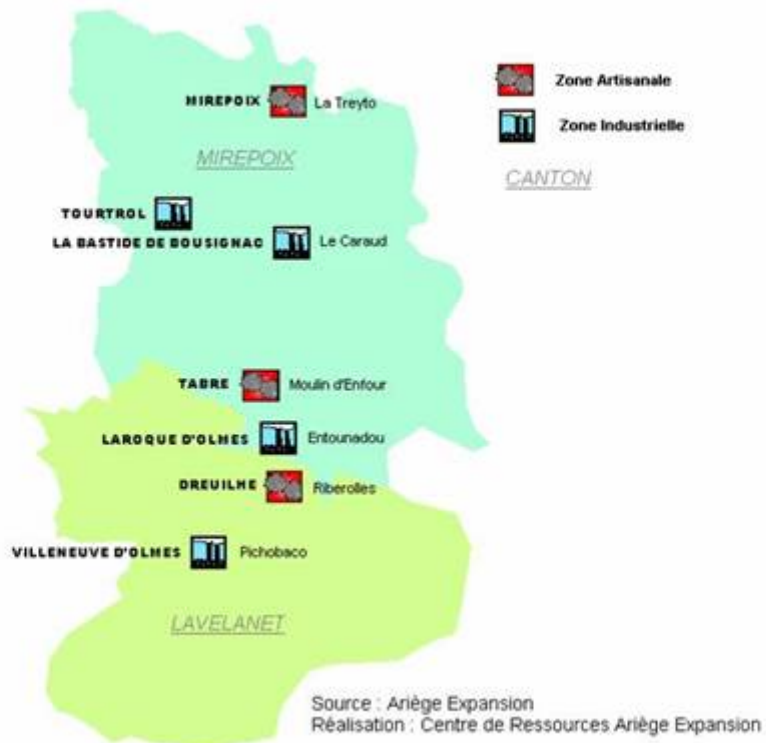 MIREPOIX La Treyto
Zone Artisanale
Zone Industrielle
MIREPOIX
CANTON
TOURTROL
LA BASTIDE DE BOUSIGNAC Le Caraud
TABRE Moulin d'Enfour
LAROQUE D'OLMES Entounadou
DREUILHE Riberolles
VILLENEUVE D'OLMES Pichobaco
LAVELANET
Source : Ariège Expansion
Réalisation : Centre de Ressources Ariège Expansion